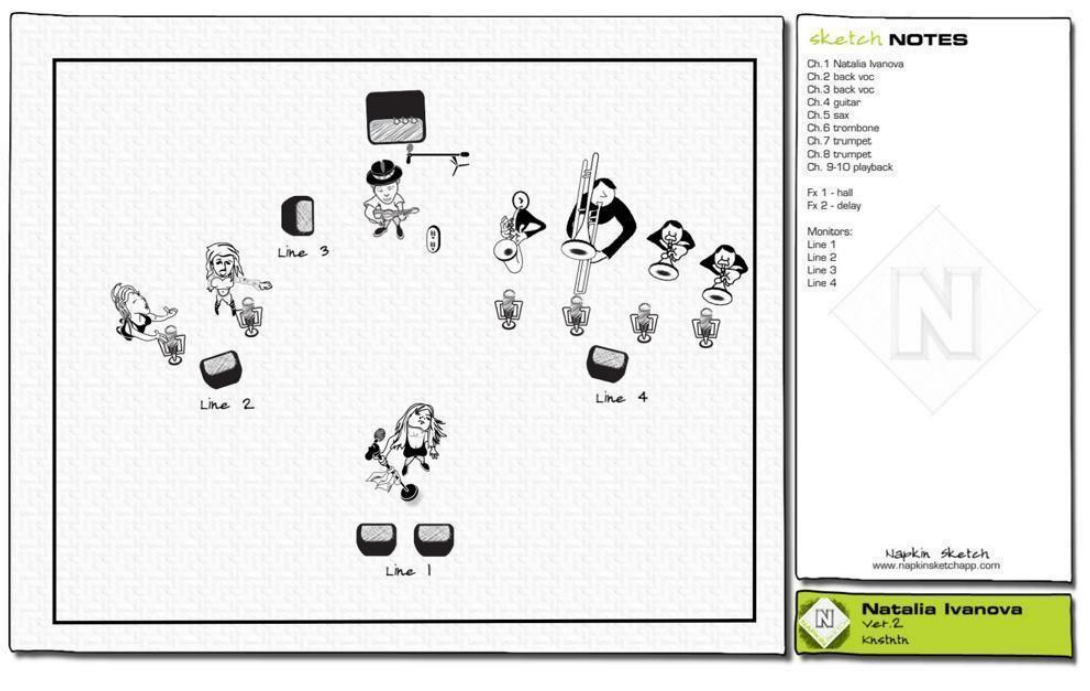 sketch NOTES
Ch.1 Natalia Ivanova
Ch.2 back voc
Ch.3 back voc
Ch.4 guitar
Ch.5 sax
Ch.6 trombone
Ch.7 trumpet
Ch.8 trumpet
Ch. 9-10 playback
Fx 1 - hall
Fx 2 - delay
Monitors:
Line 1
Line 2
Line 3
Line 4
Line 3
Line 2
Line 4
Line 1
N
Napkin Sketch
www.napkinsketchapp.com
N
Natalia Ivanova
Ver.2
Knstntn